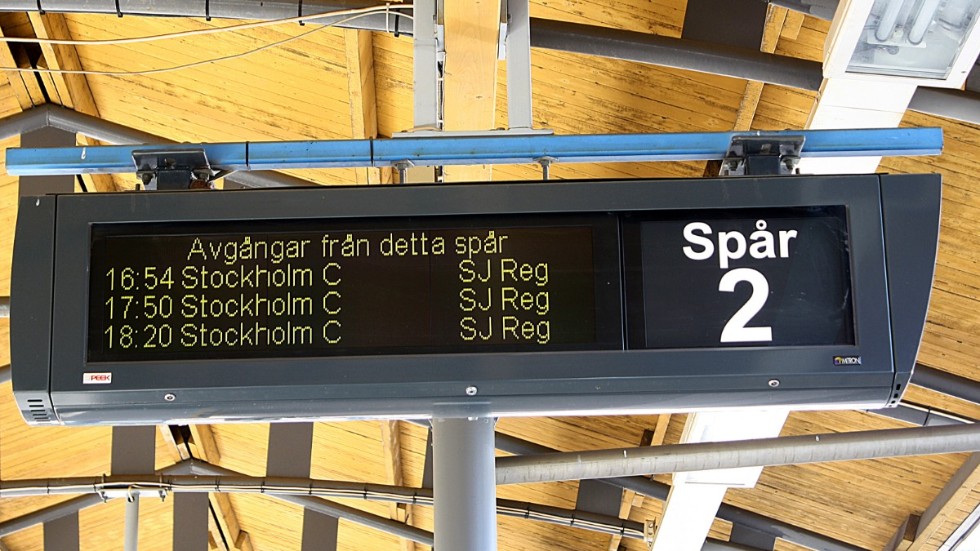 Avgångar från detta spår
16:54 Stockholm C SJ Reg
17:50 Stockholm C SJ Reg
18:20 Stockholm C SJ Reg
Spår
2